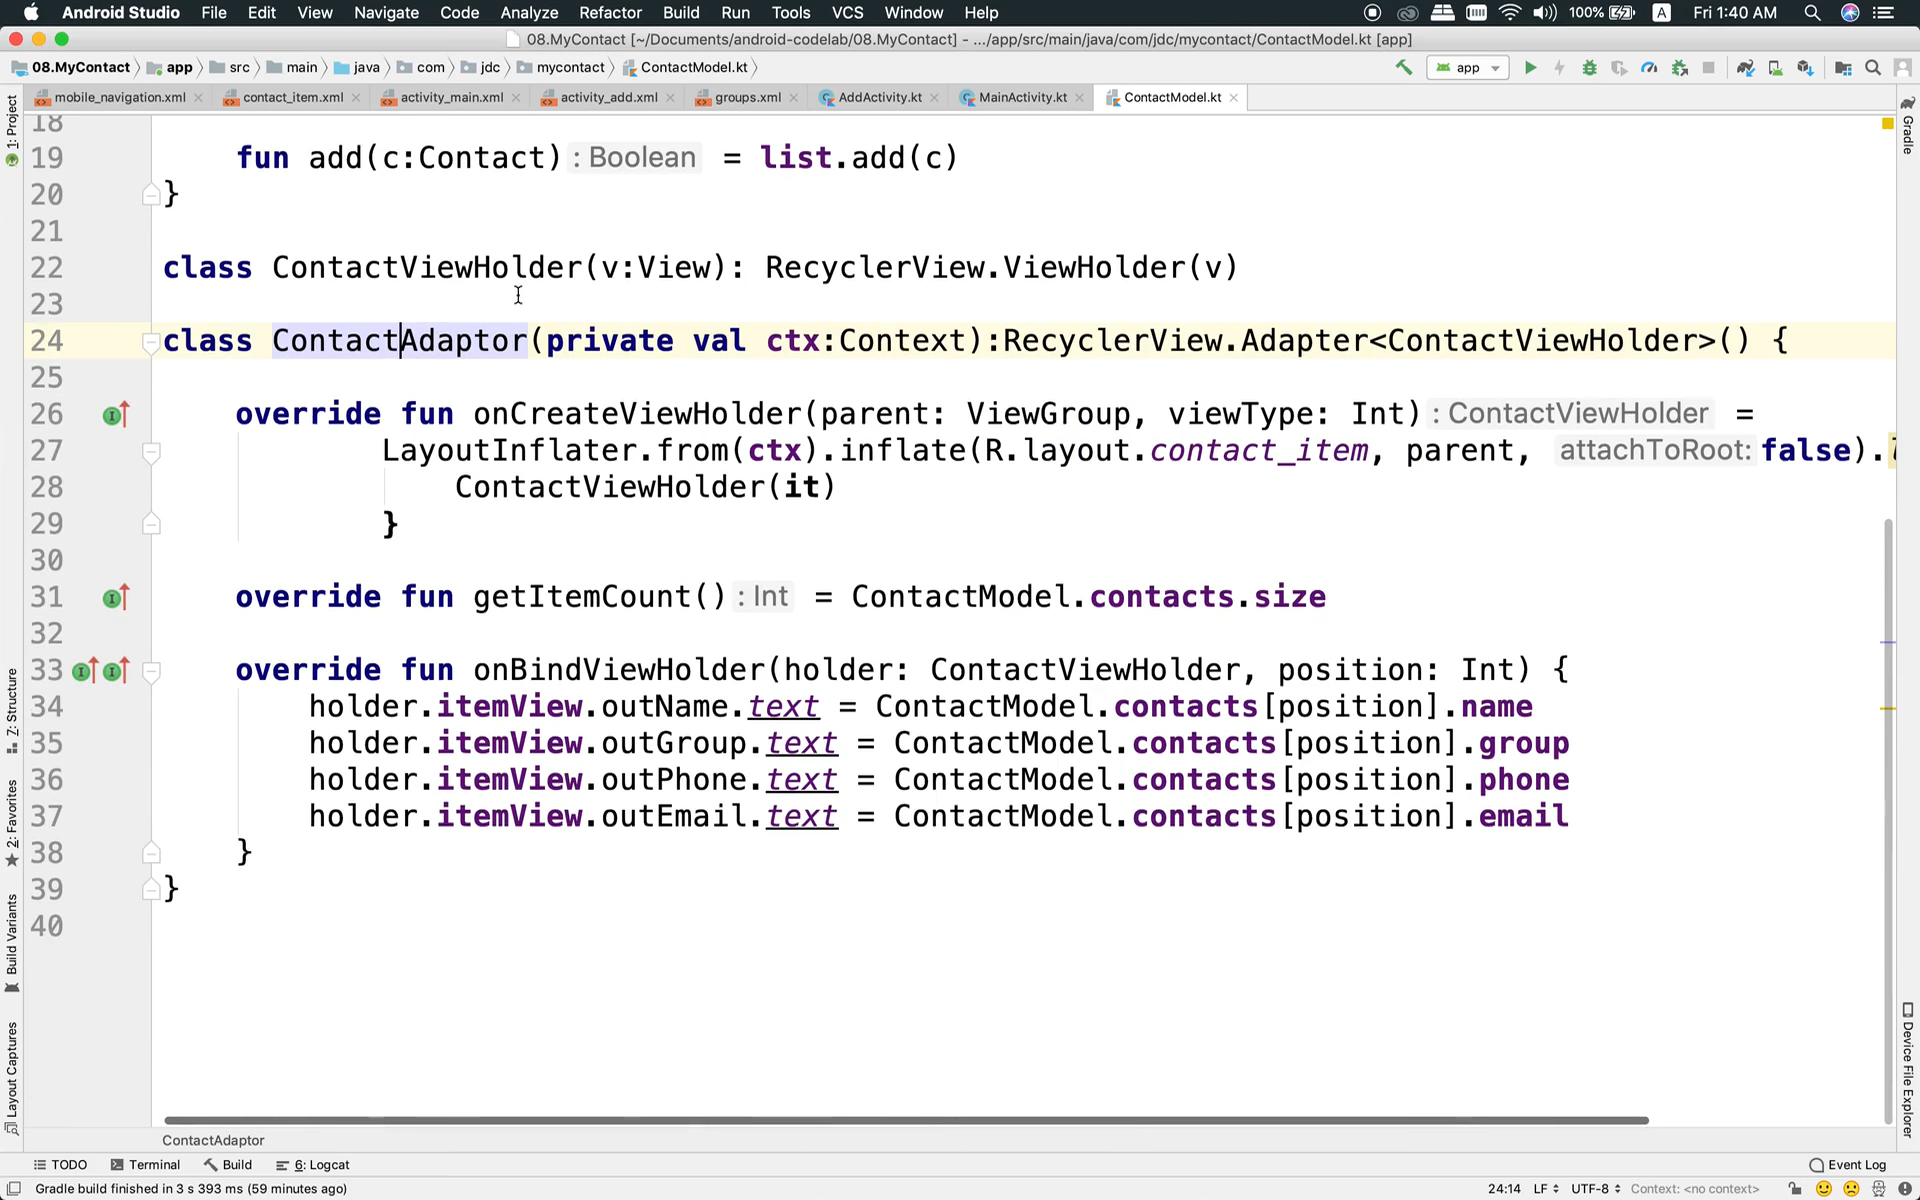 Android Studio File Edit View Navigate Code Analyze Refactor Build Run Tools VCS Window Help 100% A Fri 1:40 AM
08.MyContact [~/Documents/android-codelab/08.MyContact] - .../app/src/main/java/com/jdc/mycontact/ContactModel.kt [app]
08.MyContact app src main java com jdc mycontact ContactModel.kt app
mobile_navigation.xml contact_item.xml activity_main.xml activity_add.xml groups.xml AddActivity.kt MainActivity.kt ContactModel.kt
1: Project
Gradle
18
19 fun add(c:Contact) : Boolean = list.add(c)
20 }
21
22 class ContactViewHolder(v:View): RecyclerView.ViewHolder(v)
23
24 class ContactAdaptor(private val ctx:Context):RecyclerView.Adapter<ContactViewHolder>() {
25
26 override fun onCreateViewHolder(parent: ViewGroup, viewType: Int) : ContactViewHolder =
27 LayoutInflater.from(ctx).inflate(R.layout.contact_item, parent, attachToRoot: false).
28 ContactViewHolder(it)
29 }
30
31 override fun getItemCount() : Int = ContactModel.contacts.size
32
33 override fun onBindViewHolder(holder: ContactViewHolder, position: Int) {
34 holder.itemView.outName.text = ContactModel.contacts[position].name
35 holder.itemView.outGroup.text = ContactModel.contacts[position].group
36 holder.itemView.outPhone.text = ContactModel.contacts[position].phone
37 holder.itemView.outEmail.text = ContactModel.contacts[position].email
38 }
39 }
40
Z: Structure
2: Favorites
Build Variants
Layout Captures
Device File Explorer
ContactAdaptor
TODO Terminal Build 6: Logcat Event Log
Gradle build finished in 3 s 393 ms (59 minutes ago) 24:14 LF UTF-8 Context: <no context>